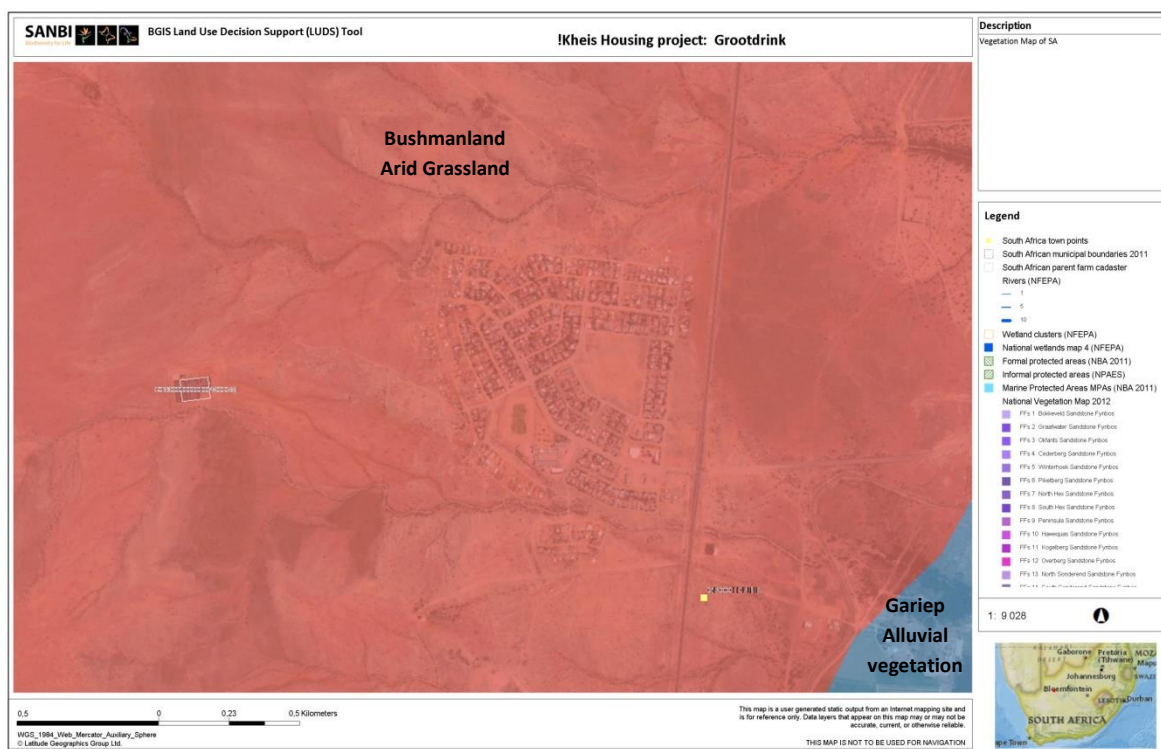 SANBI
Biodiversity for Life
BGIS Land Use Decision Support (LUDS) Tool
!Kheis Housing project: Grootdrink
Description
Vegetation Map of SA
Bushmanland
Arid Grassland
Gariep
Alluvial
vegetation
Legend
South Africa town points
South African municipal boundaries 2011
South African parent farm cadaster
Rivers (NFEPA)
1
5
10
Wetland clusters (NFEPA)
National wetlands map 4 (NFEPA)
Formal protected areas (NBA 2011)
Informal protected areas (NPAES)
Marine Protected Areas MPAs (NBA 2011)
National Vegetation Map 2012
FFs 1 Bokkeveld Sandstone Fynbos
FFs 2 Graafwater Sandstone Fynbos
FFs 3 Olifants Sandstone Fynbos
FFs 4 Cederberg Sandstone Fynbos
FFs 5 Winterhoek Sandstone Fynbos
FFs 6 Piketberg Sandstone Fynbos
FFs 7 North Hex Sandstone Fynbos
FFs 8 South Hex Sandstone Fynbos
FFs 9 Peninsula Sandstone Fynbos
FFs 10 Hawequas Sandstone Fynbos
FFs 11 Kogelberg Sandstone Fynbos
FFs 12 Overberg Sandstone Fynbos
FFs 13 North Sonderend Sandstone Fynbos
1: 9 028
Gaborone
Pretoria
(Tshwane)
MOZ
Map
Johannesburg
SWAZI
Bloemfontein
LESOTHO
Durban
SOUTH AFRICA
ape Town
0,5 0 0,23 0,5 Kilometers
WGS_1984_Web_Mercator_Auxiliary_Sphere
© Latitude Geographics Group Ltd.
This map is a user generated static output from an Internet mapping site and
is for reference only. Data layers that appear on this map may or may not be
accurate, current, or otherwise reliable.
THIS MAP IS NOT TO BE USED FOR NAVIGATION